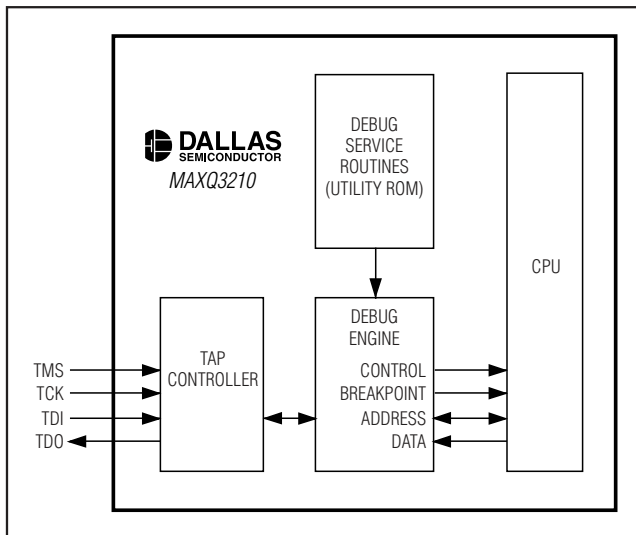 DALLAS
SEMICONDUCTOR
MAXQ3210
DEBUG
SERVICE
ROUTINES
(UTILITY ROM)
CPU
TAP
CONTROLLER
DEBUG
ENGINE
CONTROL
BREAKPOINT
ADDRESS
DATA
TMS
TCK
TDI
TDO